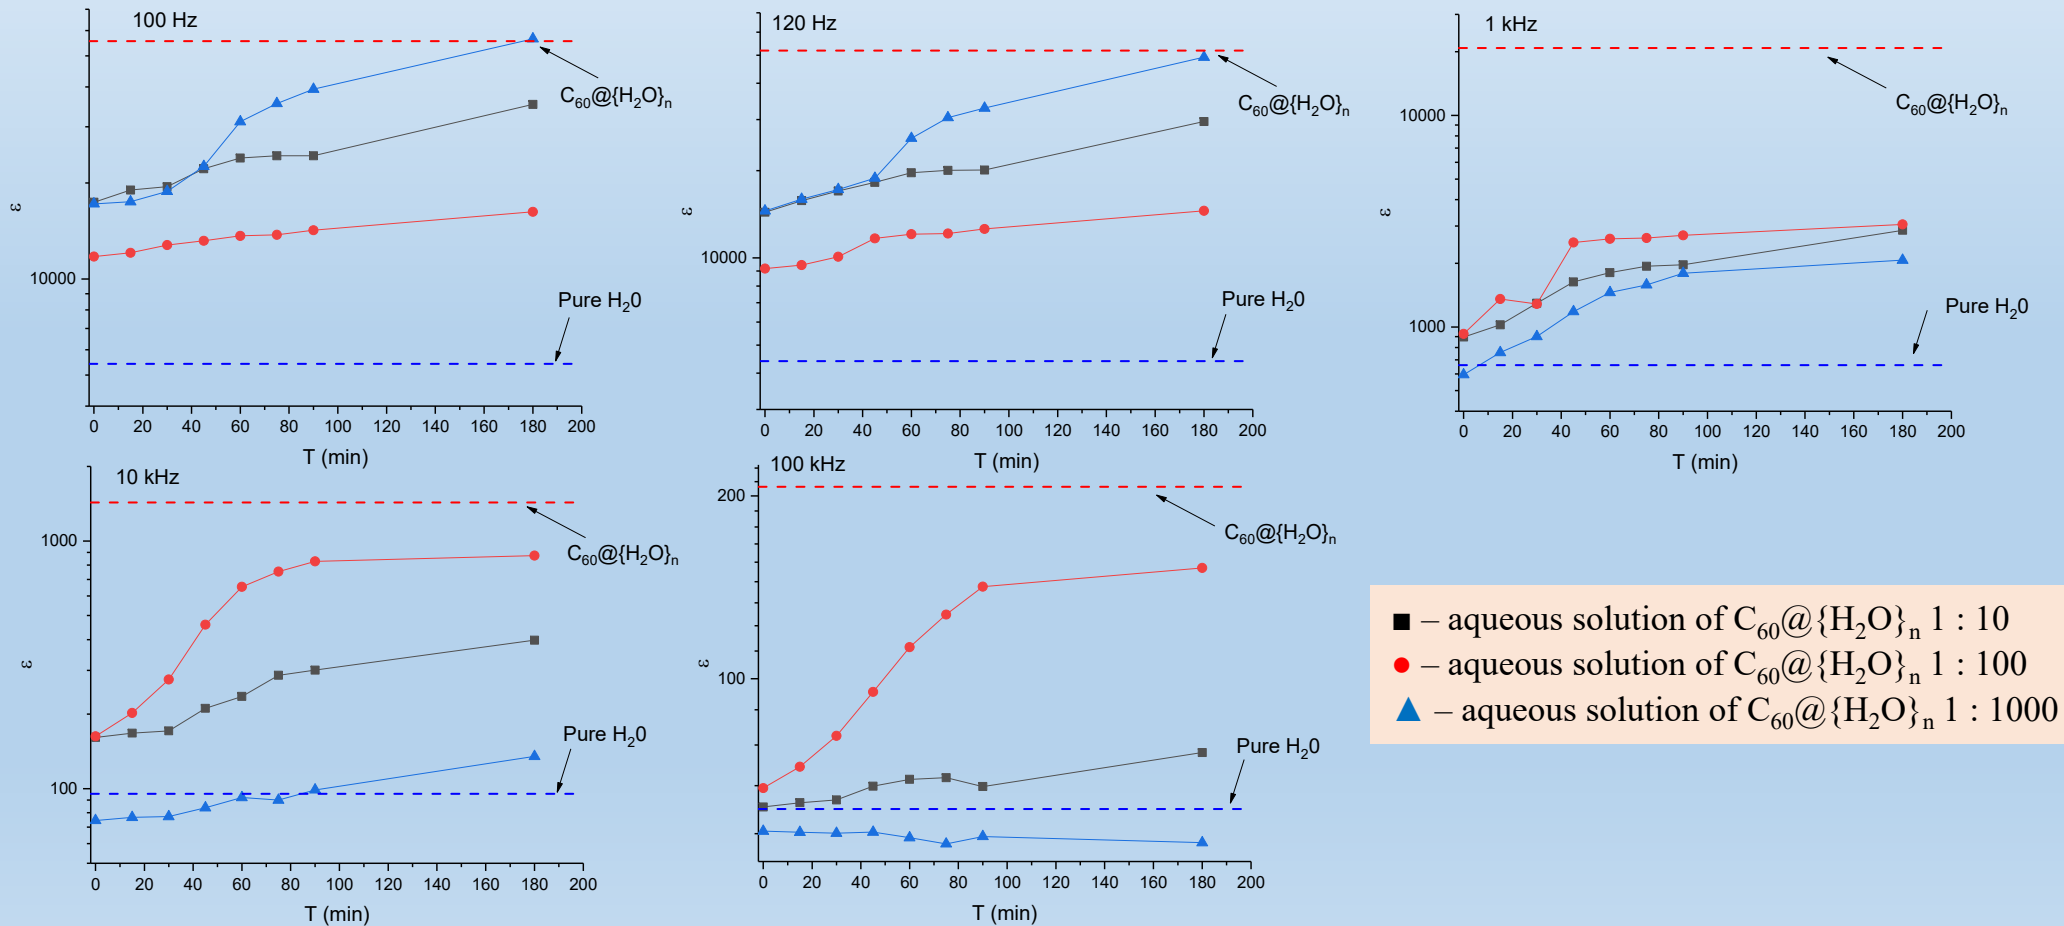 100 Hz
C₆₀@{H₂O}ₙ
ε
10000
Pure H₂0
0 20 40 60 80 100 120 140 160 180 200
T (min)
120 Hz
C₆₀@{H₂O}ₙ
ε
10000
Pure H₂0
0 20 40 60 80 100 120 140 160 180 200
T (min)
1 kHz
C₆₀@{H₂O}ₙ
10000
ε
1000
Pure H₂0
0 20 40 60 80 100 120 140 160 180 200
T (min)
10 kHz
1000
C₆₀@{H₂O}ₙ
ε
Pure H₂0
100
0 20 40 60 80 100 120 140 160 180 200
T (min)
100 kHz
200
C₆₀@{H₂O}ₙ
ε
100
Pure H₂0
0 20 40 60 80 100 120 140 160 180 200
T (min)
– aqueous solution of C₆₀@{H₂O}ₙ 1 : 10
– aqueous solution of C₆₀@{H₂O}ₙ 1 : 100
– aqueous solution of C₆₀@{H₂O}ₙ 1 : 1000